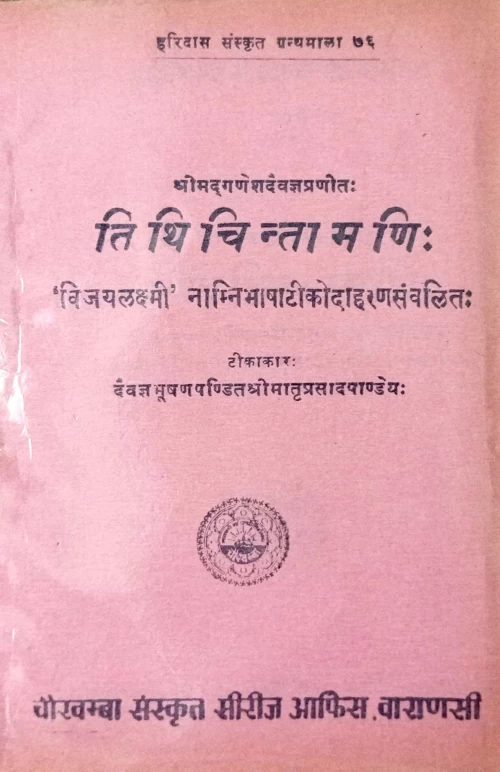 हरिदास संस्कृत ग्रन्थमाला ७६
श्रीमद्गणेशदैवज्ञप्रणीतः
तिथिचिन्तामणिः
'विजयलक्ष्मी' नाम्निभाषाटीकोदाहरणसंवलितः
टीकाकारः
दैवज्ञभूषणपण्डितश्रीमातृप्रसादपाण्डेयः
चौखम्बा संस्कृत सीरीज आफिस, वाराणसी